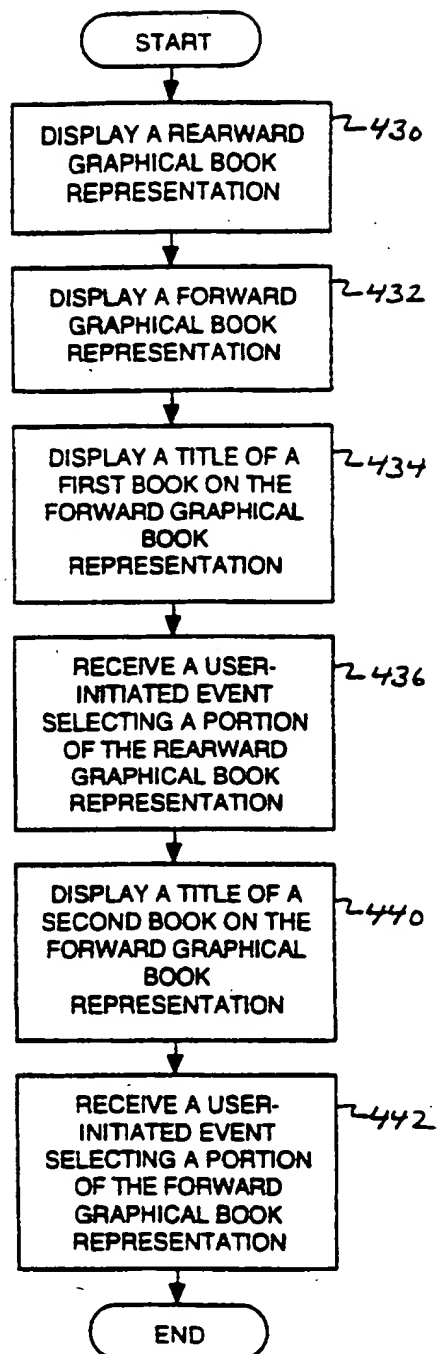 START
DISPLAY A REARWARD
GRAPHICAL BOOK
REPRESENTATION
430
DISPLAY A FORWARD
GRAPHICAL BOOK
REPRESENTATION
432
DISPLAY A TITLE OF A
FIRST BOOK ON THE
FORWARD GRAPHICAL
BOOK
REPRESENTATION
434
RECEIVE A USER-
INITIATED EVENT
SELECTING A PORTION
OF THE REARWARD
GRAPHICAL BOOK
REPRESENTATION
436
DISPLAY A TITLE OF A
SECOND BOOK ON THE
FORWARD GRAPHICAL
BOOK
REPRESENTATION
440
RECEIVE A USER-
INITIATED EVENT
SELECTING A PORTION
OF THE FORWARD
GRAPHICAL BOOK
REPRESENTATION
442
END